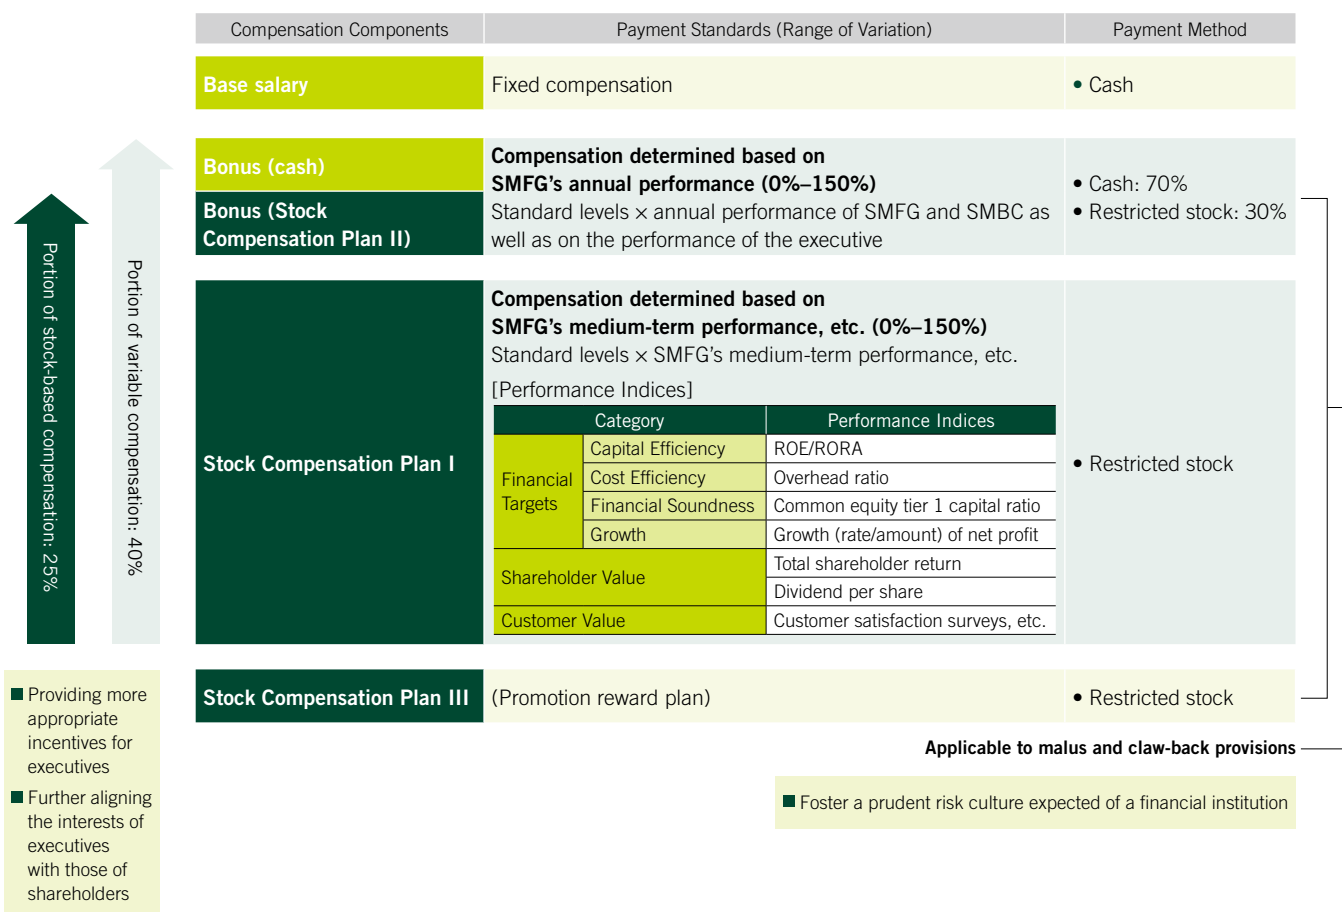 Compensation Components
Payment Standards (Range of Variation)
Payment Method
Base salary
Fixed compensation
• Cash
Bonus (cash)
Bonus (Stock
Compensation Plan II)
Compensation determined based on
SMFG's annual performance (0%–150%)
Standard levels × annual performance of SMFG and SMBC as
well as on the performance of the executive
• Cash: 70%
• Restricted stock: 30%
Stock Compensation Plan I
Compensation determined based on
SMFG's medium-term performance, etc. (0%–150%)
Standard levels × SMFG's medium-term performance, etc.
[Performance Indices]
Category
Performance Indices
Financial
Targets
Capital Efficiency
ROE/RORA
Cost Efficiency
Overhead ratio
Financial Soundness
Common equity tier 1 capital ratio
Growth
Growth (rate/amount) of net profit
Shareholder Value
Total shareholder return
Dividend per share
Customer Value
Customer satisfaction surveys, etc.
• Restricted stock
Stock Compensation Plan III
(Promotion reward plan)
• Restricted stock
Applicable to malus and claw-back provisions
■ Foster a prudent risk culture expected of a financial institution
Portion of stock-based compensation: 25%
Portion of variable compensation: 40%
■ Providing more
appropriate
incentives for
executives
■ Further aligning
the interests of
executives
with those of
shareholders